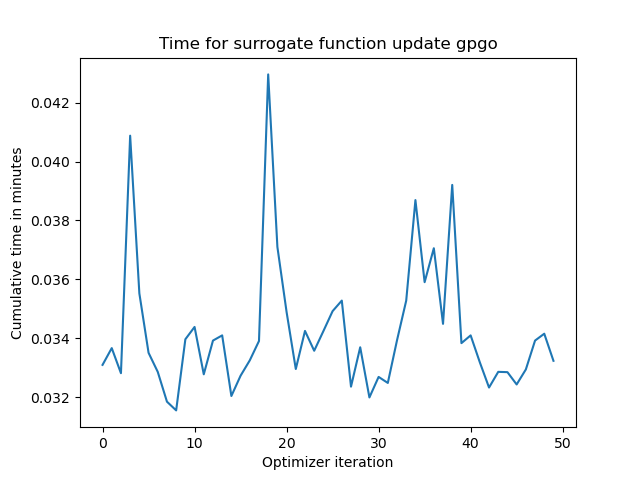 Time for surrogate function update gpgo
0.042
0.040
0.038
0.036
0.034
0.032
Cumulative time in minutes
0 10 20 30 40 50
Optimizer iteration